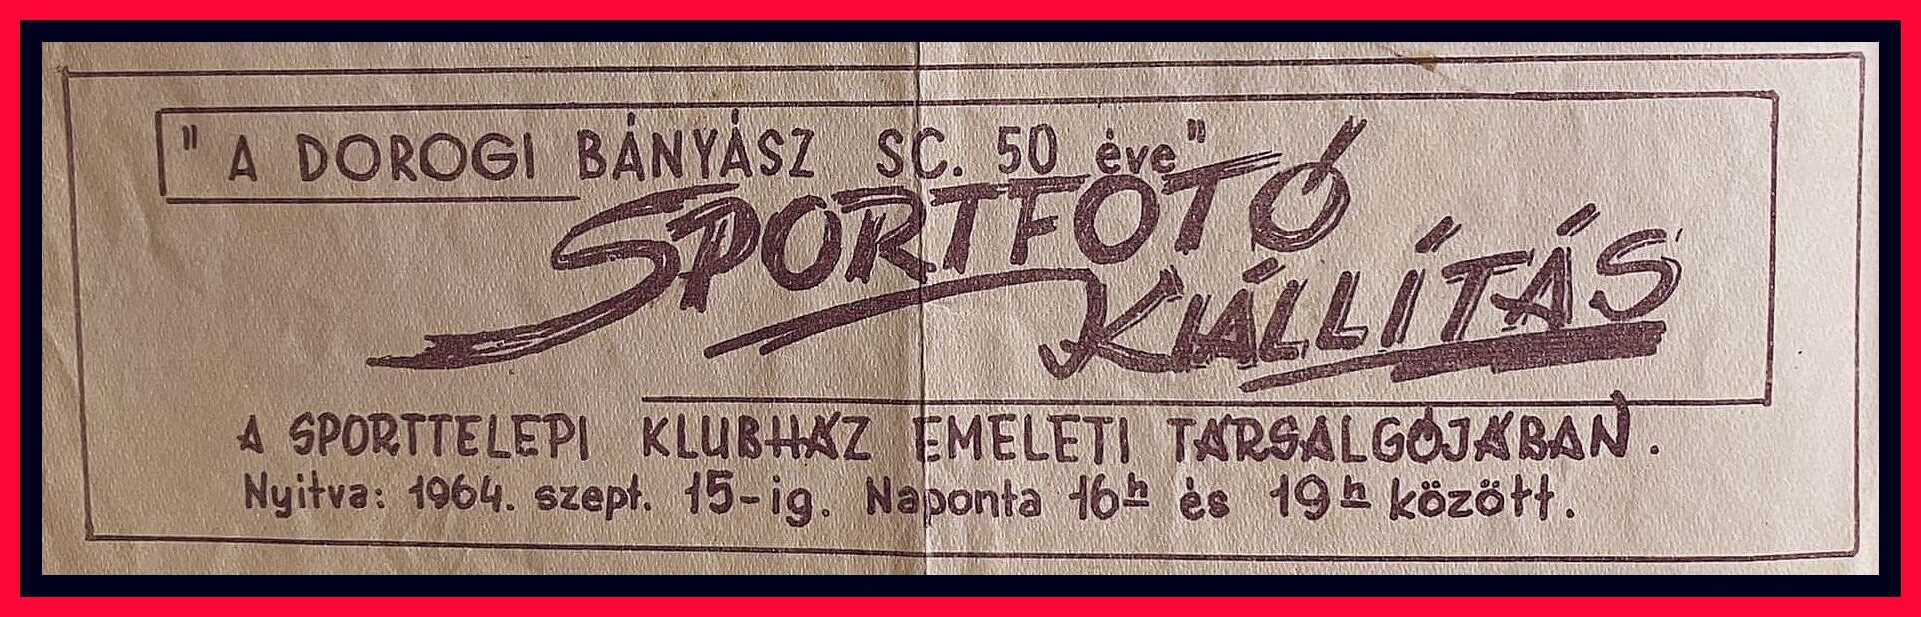 "A DOROGI BÁNYÁSZ SC. 50 éve"
SPORTFOTÓ
KIÁLLÍTÁS
A SPORTTELEPI KLUBHÁZ EMELETI TÁRSALGÓJÁBAN.
Nyitva: 1964. szept. 15-ig. Naponta 16h és 19h között.